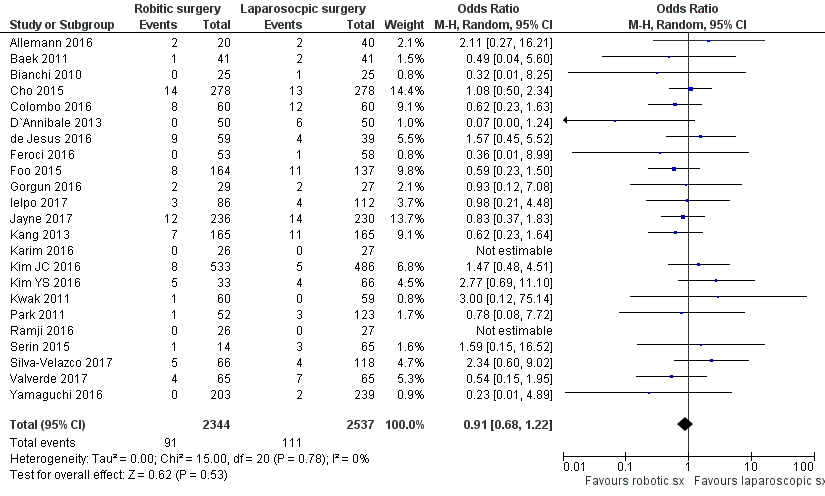 Robitic surgery Laparosocpic surgery Odds Ratio Odds Ratio
Study or Subgroup Events Total Events Total Weight M-H, Random, 95% CI M-H, Random, 95% CI
Allemann 2016 2 20 2 40 2.1% 2.11 [0.27, 16.21]
Baek 2011 1 41 2 41 1.5% 0.49 [0.04, 5.60]
Bianchi 2010 0 25 1 25 0.8% 0.32 [0.01, 8.25]
Cho 2015 14 278 13 278 14.4% 1.08 [0.50, 2.34]
Colombo 2016 8 60 12 60 9.2% 0.62 [0.23, 1.63]
D`Annibale 2013 0 50 6 50 1.0% 0.07 [0.00, 1.24]
de Jesus 2016 9 59 4 39 5.5% 1.57 [0.45, 5.52]
Feroci 2016 0 53 1 58 0.8% 0.36 [0.01, 8.99]
Foo 2015 8 164 11 137 10.0% 0.59 [0.23, 1.50]
Gorgun 2016 2 29 2 27 2.1% 0.93 [0.12, 7.08]
Ielpo 2017 3 86 4 112 3.7% 0.98 [0.21, 4.48]
Jayne 2017 12 236 14 230 13.7% 0.83 [0.37, 1.83]
Kang 2013 7 165 11 165 9.1% 0.62 [0.23, 1.64]
Karim 2016 0 26 0 27 Not estimable
Kim JC 2016 8 533 5 486 6.8% 1.47 [0.48, 4.51]
Kim YS 2016 5 33 4 66 4.5% 2.77 [0.69, 11.10]
Kwak 2011 1 60 0 59 0.8% 3.00 [0.12, 75.14]
Park 2011 1 52 3 123 1.7% 0.78 [0.08, 7.72]
Ramji 2016 0 26 0 27 Not estimable
Serin 2015 1 14 3 65 1.6% 1.59 [0.15, 16.52]
Silva-Velazco 2017 5 66 4 118 4.7% 2.34 [0.60, 9.02]
Valverde 2017 4 65 7 65 5.3% 0.54 [0.15, 1.95]
Yamaguchi 2016 0 203 2 239 0.9% 0.23 [0.01, 4.89]
Total (95% CI) 2344 2537 100.0% 0.91 [0.68, 1.22]
Total events 91 111
Heterogeneity: Tau² = 0.00; Chi² = 15.00, df = 20 (P = 0.78); I² = 0%
Test for overall effect: Z = 0.62 (P = 0.53)
0.01 0.1 1 10 100
Favours robotic sx Favours laparoscopic sx